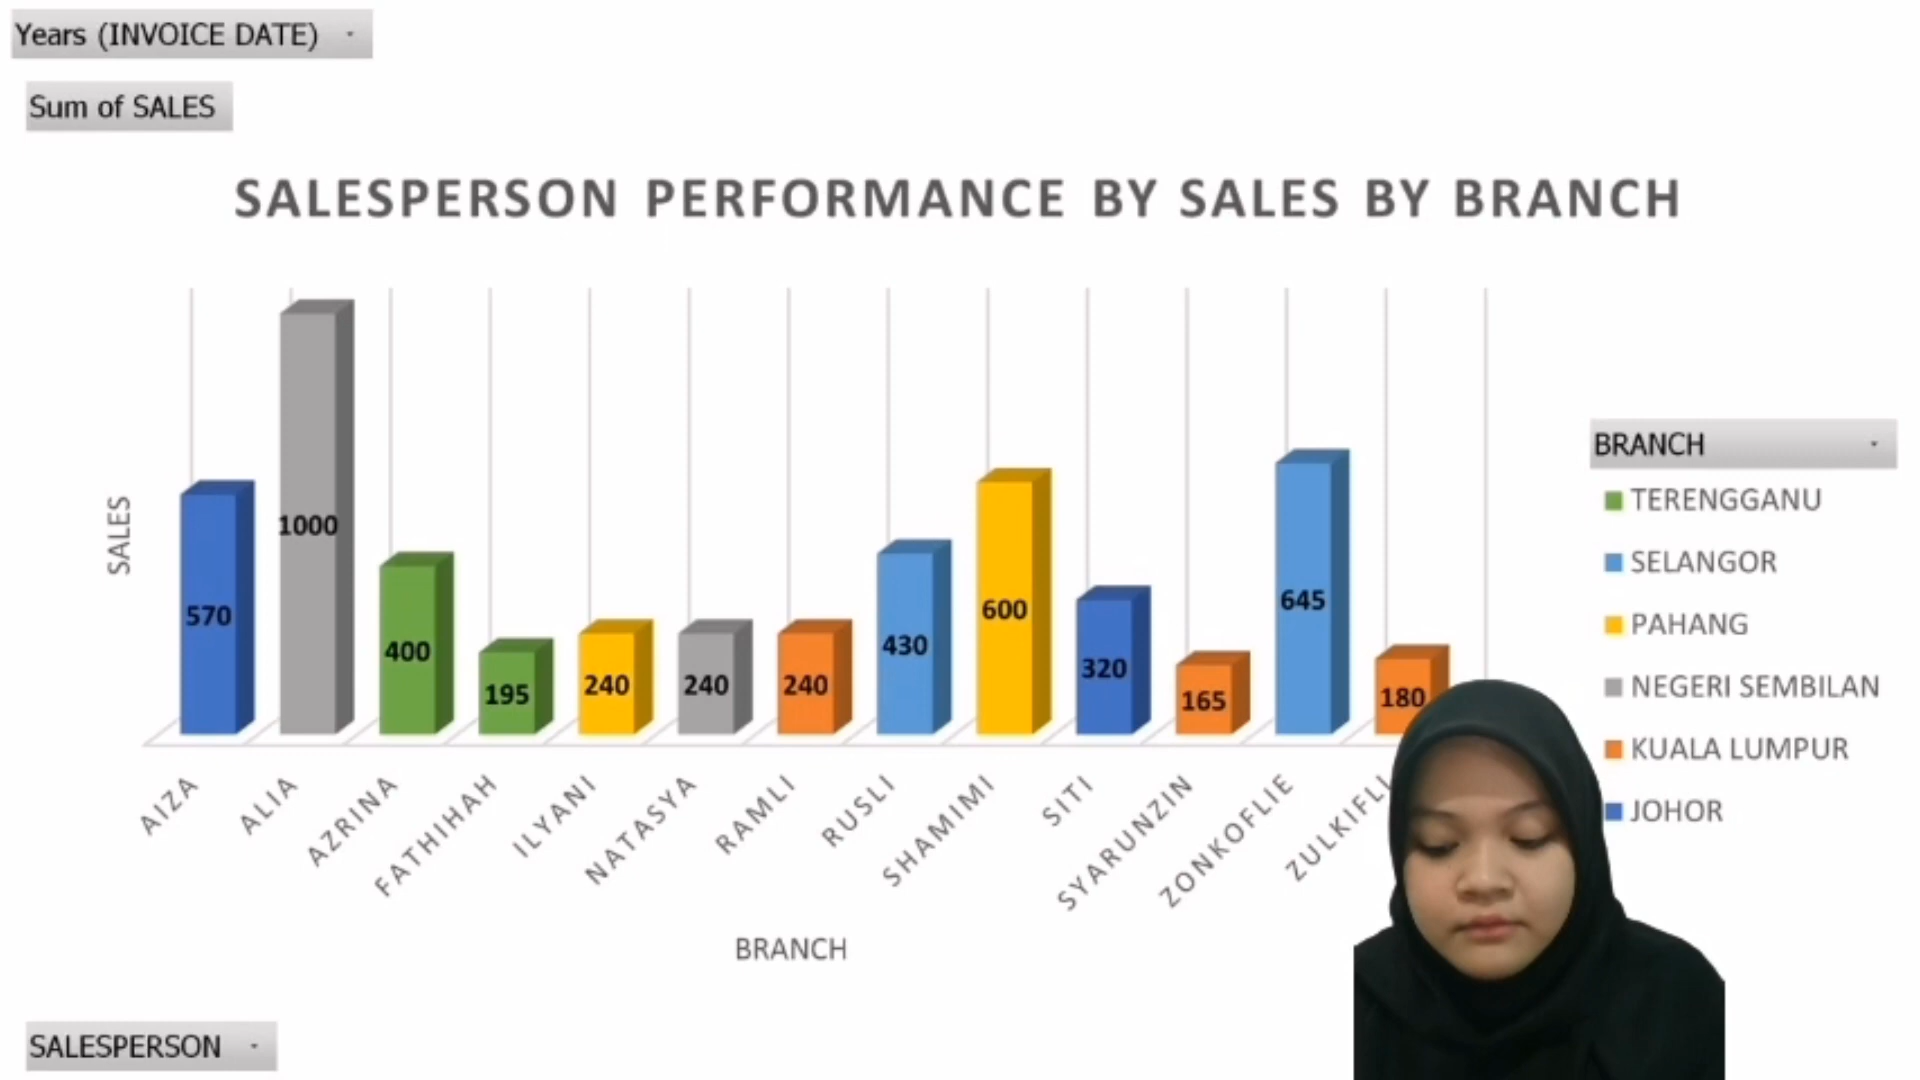 Years (INVOICE DATE)
Sum of SALES
SALESPERSON PERFORMANCE BY SALES BY BRANCH
SALES
570
1000
400
195
240
240
240
430
600
320
165
645
180
AIZA
ALIA
AZRINA
FATHIHAH
ILYANI
NATASYA
RAMLI
RUSLI
SHAMIMI
SITI
SYARUNZIN
ZONKOFLIE
ZULKIFLI
BRANCH
BRANCH
TERENGGANU
SELANGOR
PAHANG
NEGERI SEMBILAN
KUALA LUMPUR
JOHOR
SALESPERSON